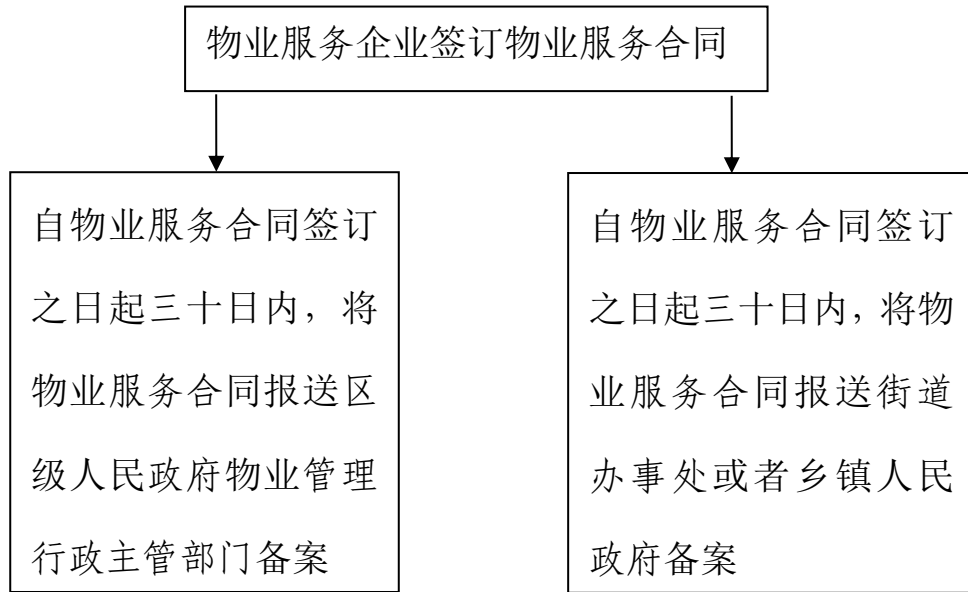 物业服务企业签订物业服务合同
自物业服务合同签订
之日起三十日内，将
物业服务合同报送区
级人民政府物业管理
行政主管部门备案
自物业服务合同签订
之日起三十日内，将物
业服务合同报送街道
办事处或者乡镇人民
政府备案